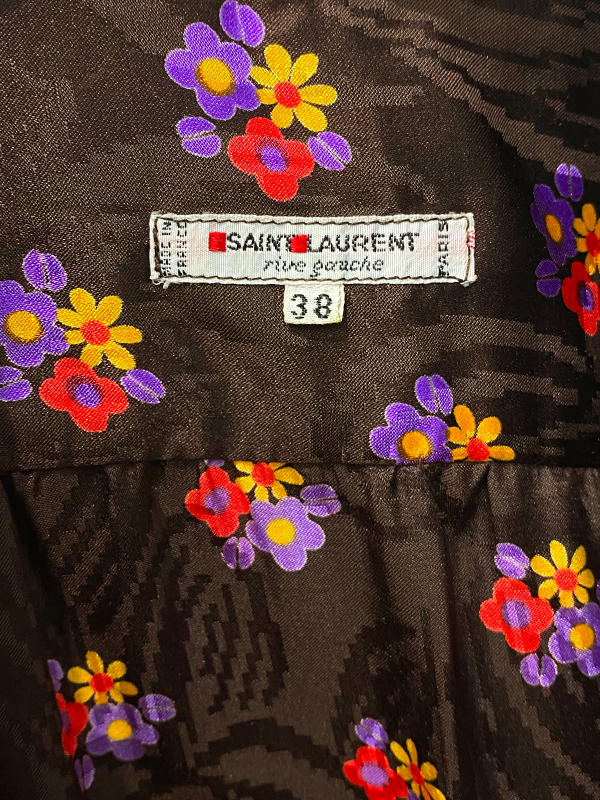 MADE IN
FRANCE
SAINT LAURENT
rive gauche
PARIS
38